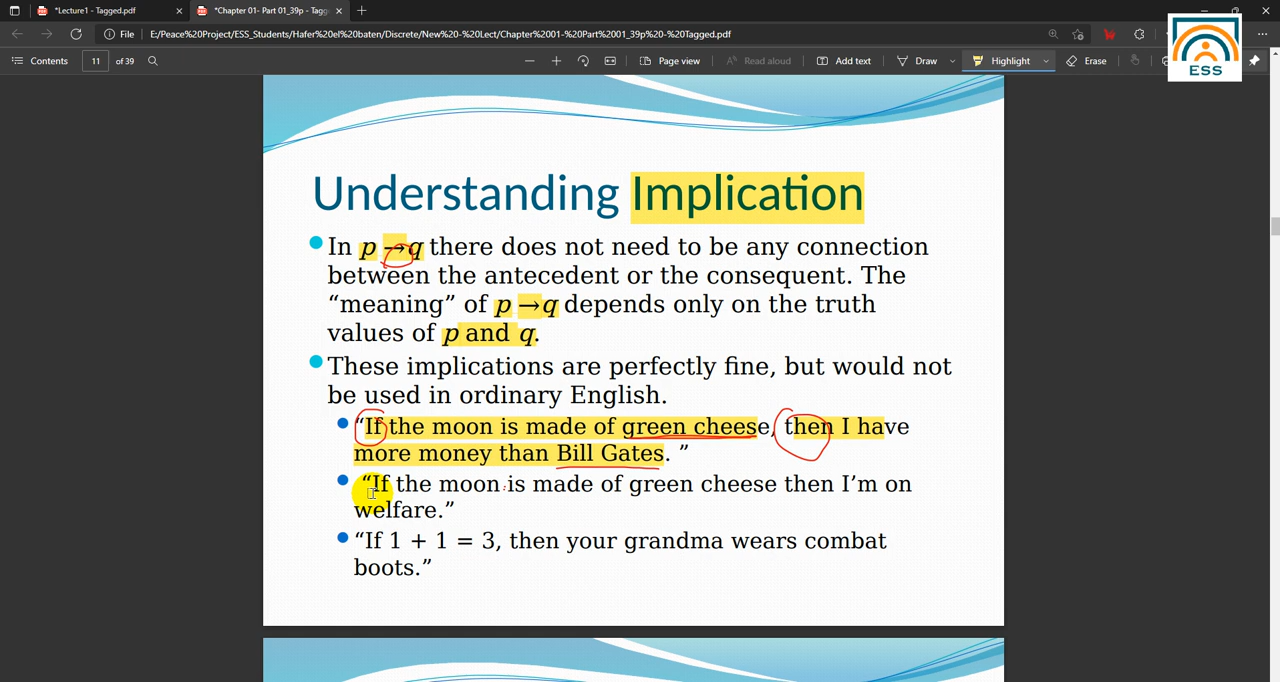 *Lecture1 - Tagged.pdf
*Chapter 01- Part 01_39p - Tagg
File
E:/Peace%20Project/ESS_Students/Hafer%20el%20baten/Discrete/New%20-%20Lect/Chapter%2001-%20Part%2001_39p%20-%20Tagged.pdf
Contents
11
of 39
Page view
Read aloud
Add text
Draw
Highlight
Erase
ESS
Understanding Implication
In p →q there does not need to be any connection
between the antecedent or the consequent. The
“meaning” of p →q depends only on the truth
values of p and q.
These implications are perfectly fine, but would not
be used in ordinary English.
“If the moon is made of green cheese, then I have
more money than Bill Gates. ”
“If the moon is made of green cheese then I’m on
welfare.”
“If 1 + 1 = 3, then your grandma wears combat
boots.”